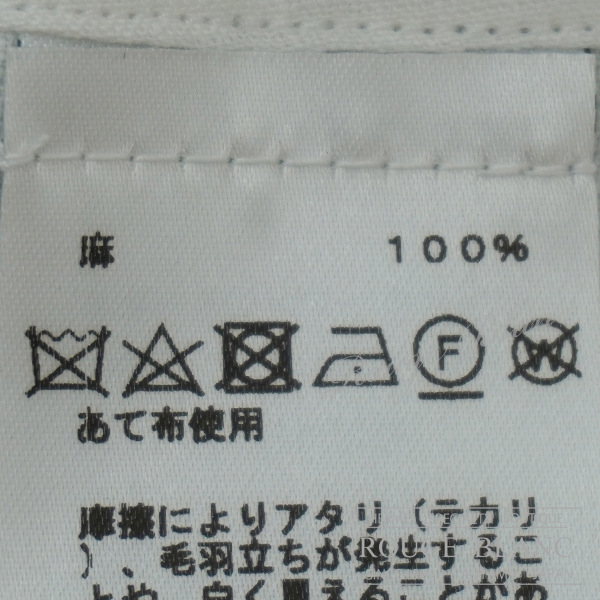 麻 100%
F W
あて布使用
摩擦によりアタリ（テカリ
）、毛羽立ちが発生するこ
とや、白く見えることがあ
ROUGE BLANC